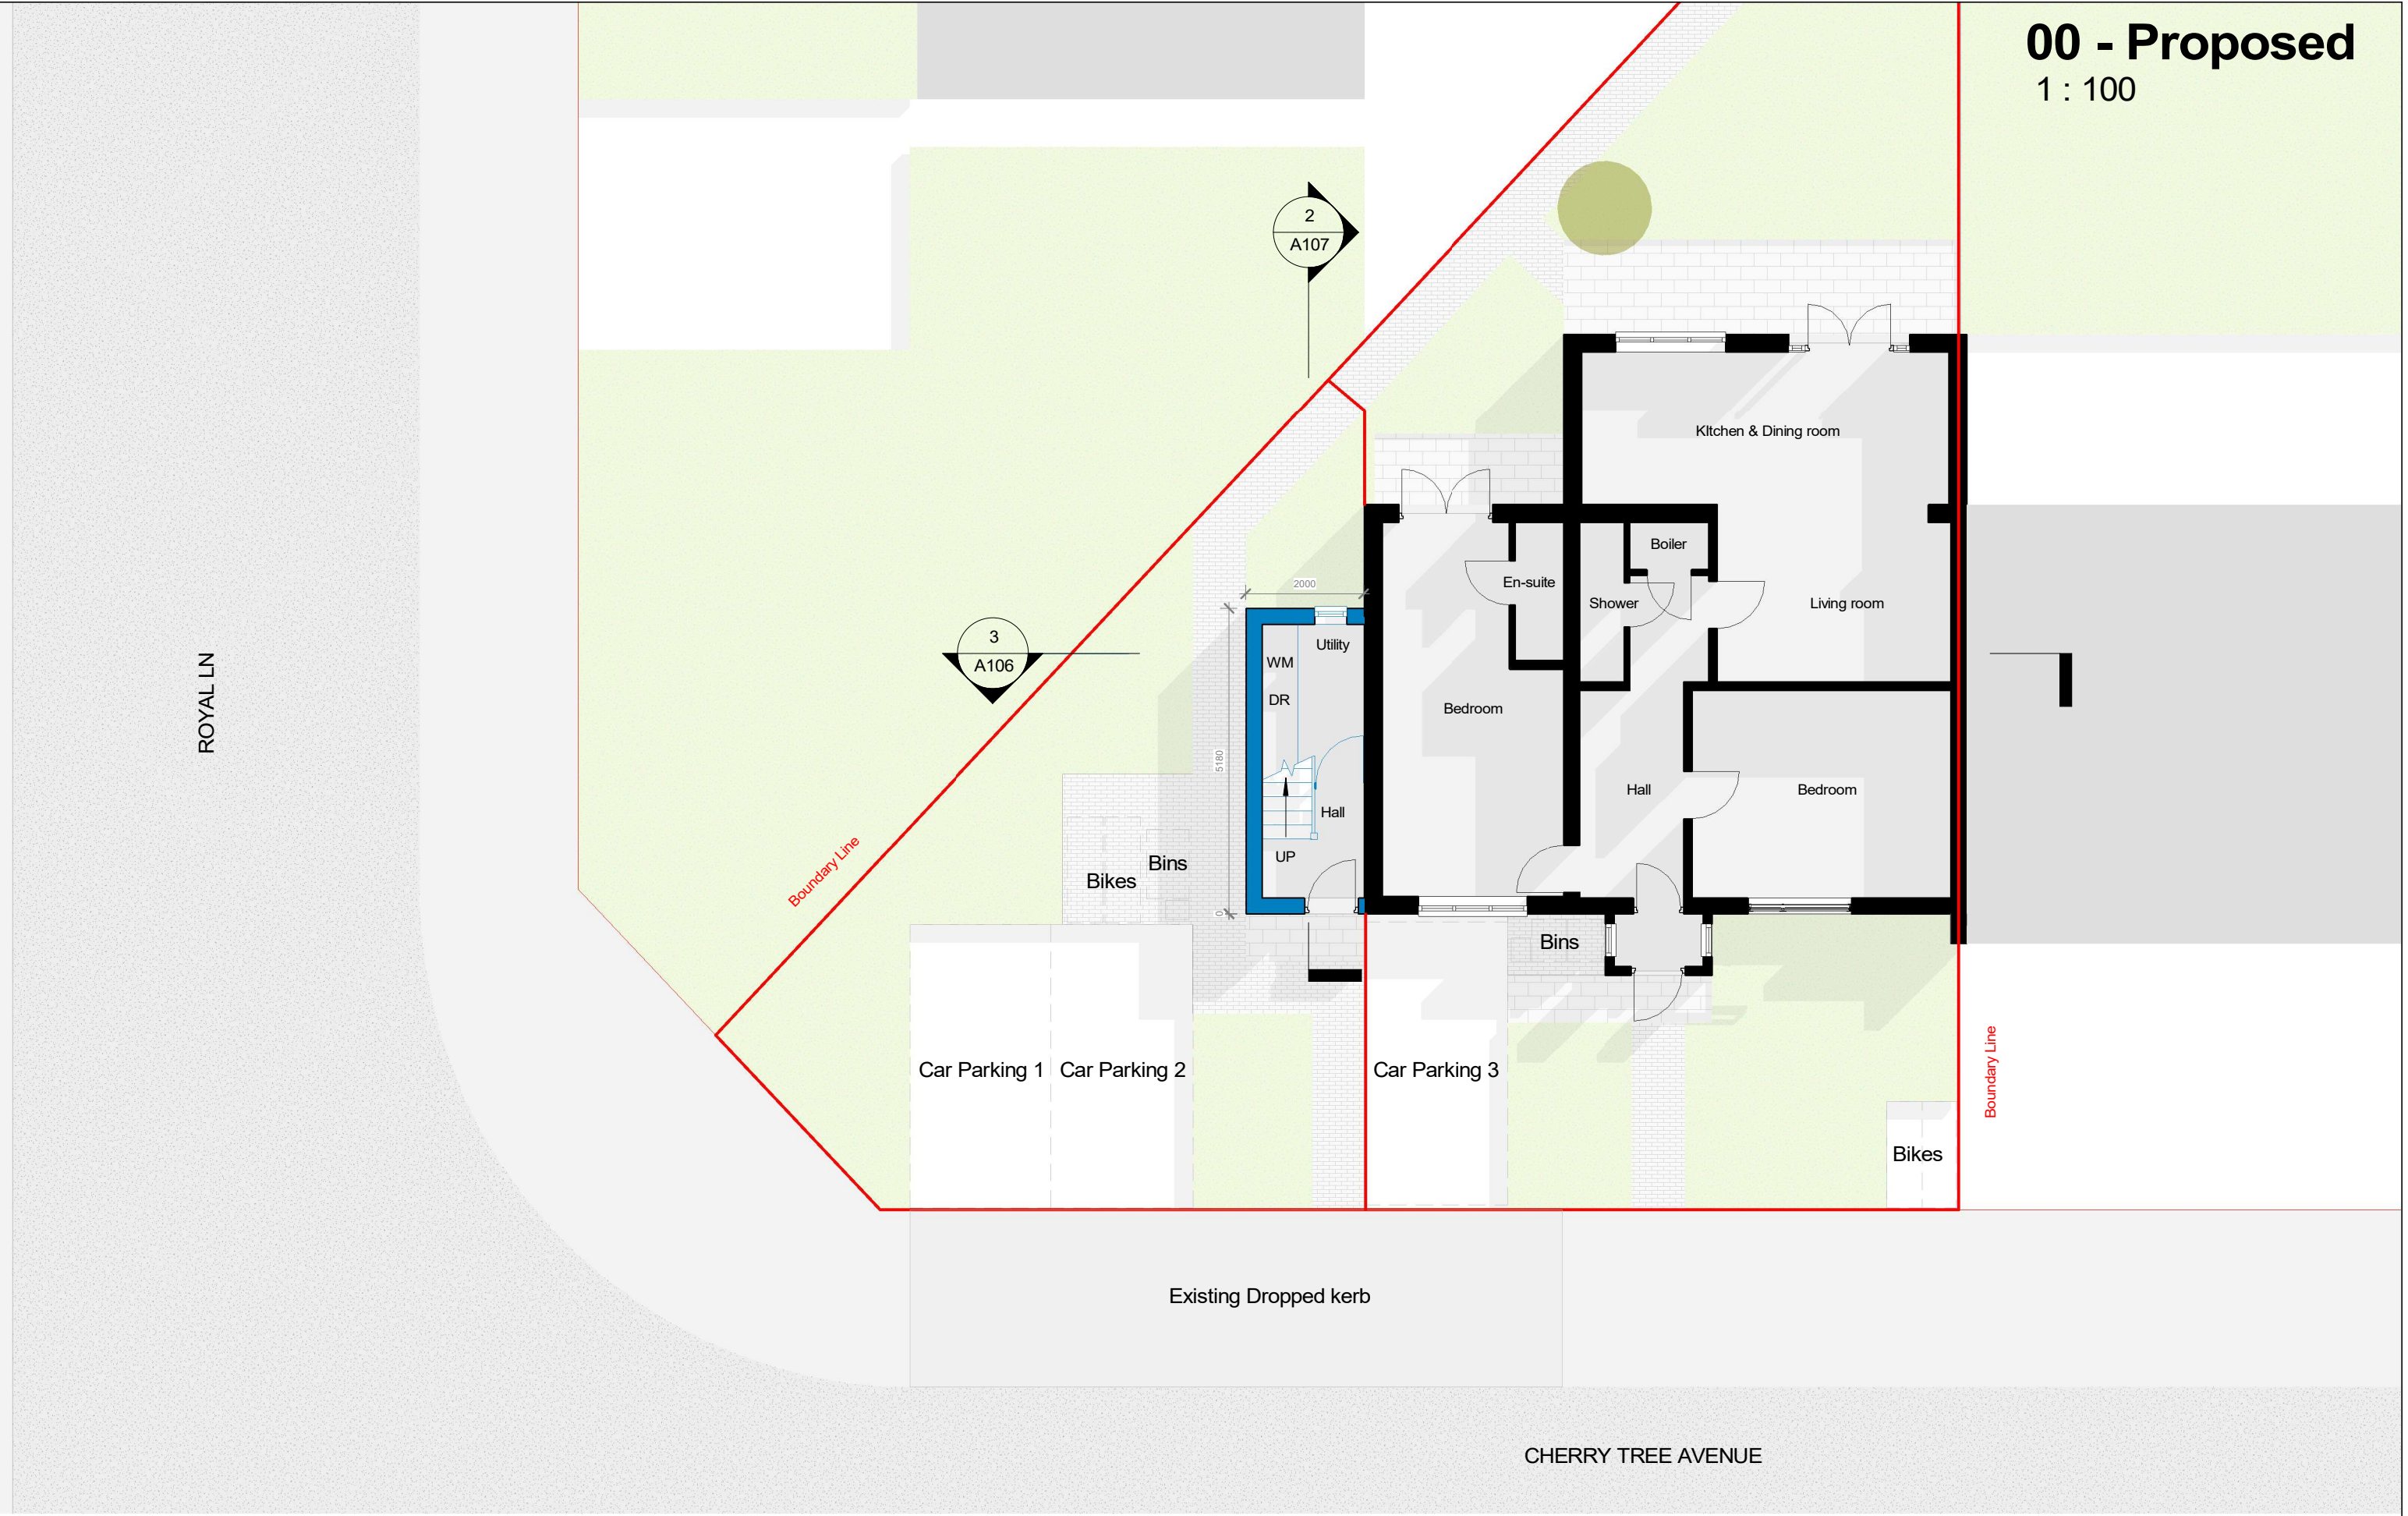 00 - Proposed
1 : 100
2
A107
KItchen & Dining room
Boiler
En-suite
Shower
Living room
2000
Utility
WM
DR
3
A106
ROYAL LN
Bedroom
5180
Hall
Hall
Bedroom
UP
Boundary Line
Bins
Bikes
0
Bins
Car Parking 1
Car Parking 2
Car Parking 3
Boundary Line
Bikes
Existing Dropped kerb
CHERRY TREE AVENUE